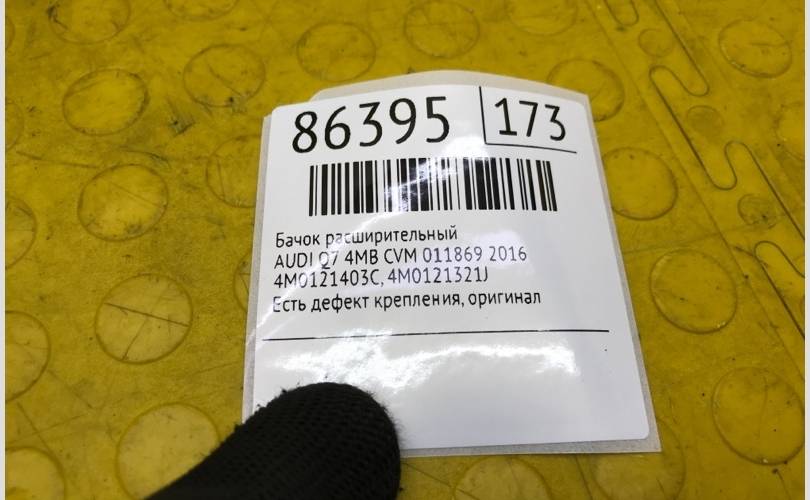 86395 173
Бачок расширительный
AUDI Q7 4MB CVM 011869 2016
4M0121403C, 4M0121321J
Есть дефект крепления, оригинал